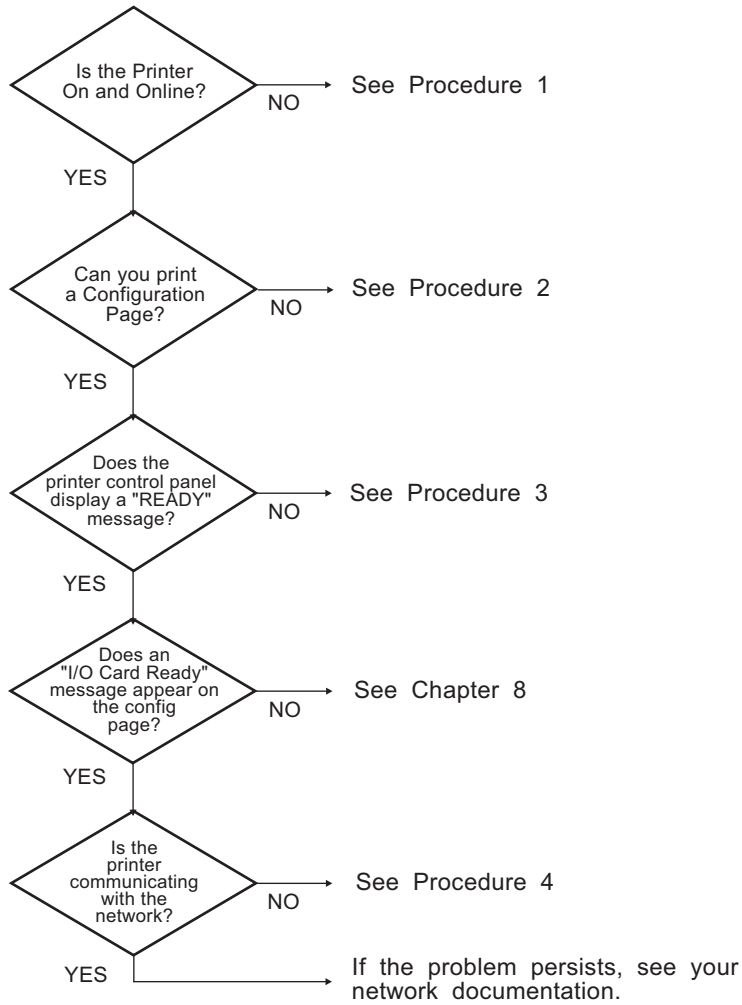 Is the Printer
On and Online?
NO
See Procedure 1
YES
Can you print
a Configuration
Page?
NO
See Procedure 2
YES
Does the
printer control panel
display a "READY"
message?
NO
See Procedure 3
YES
Does an
"I/O Card Ready"
message appear on
the config
page?
NO
See Chapter 8
YES
Is the
printer
communicating
with the
network?
NO
See Procedure 4
YES
If the problem persists, see your
network documentation.